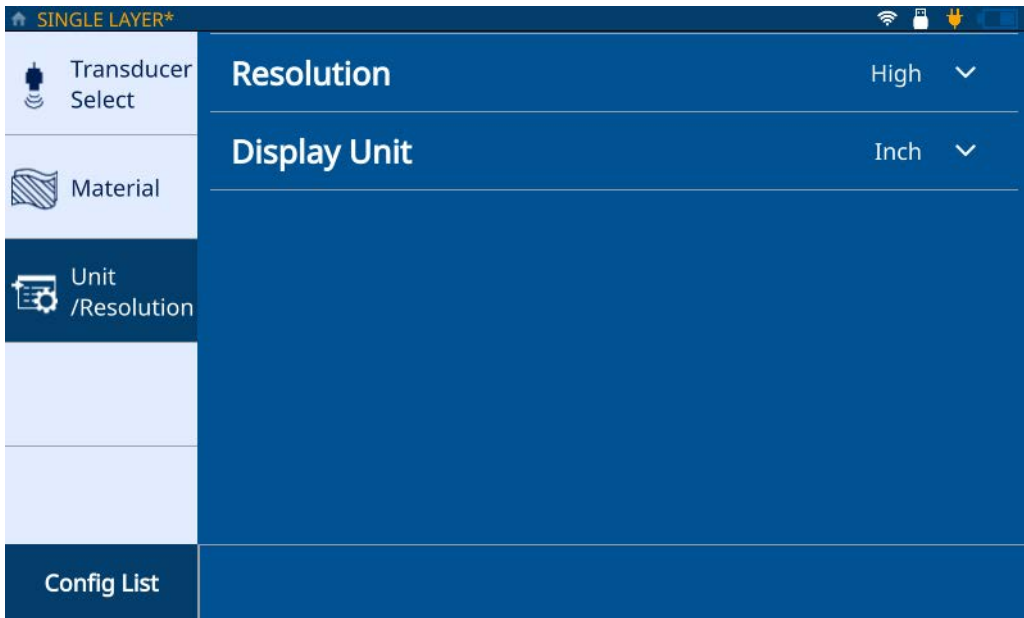 SINGLE LAYER*
Transducer
Select
Resolution
High
Display Unit
Inch
Material
Unit
/Resolution
Config List